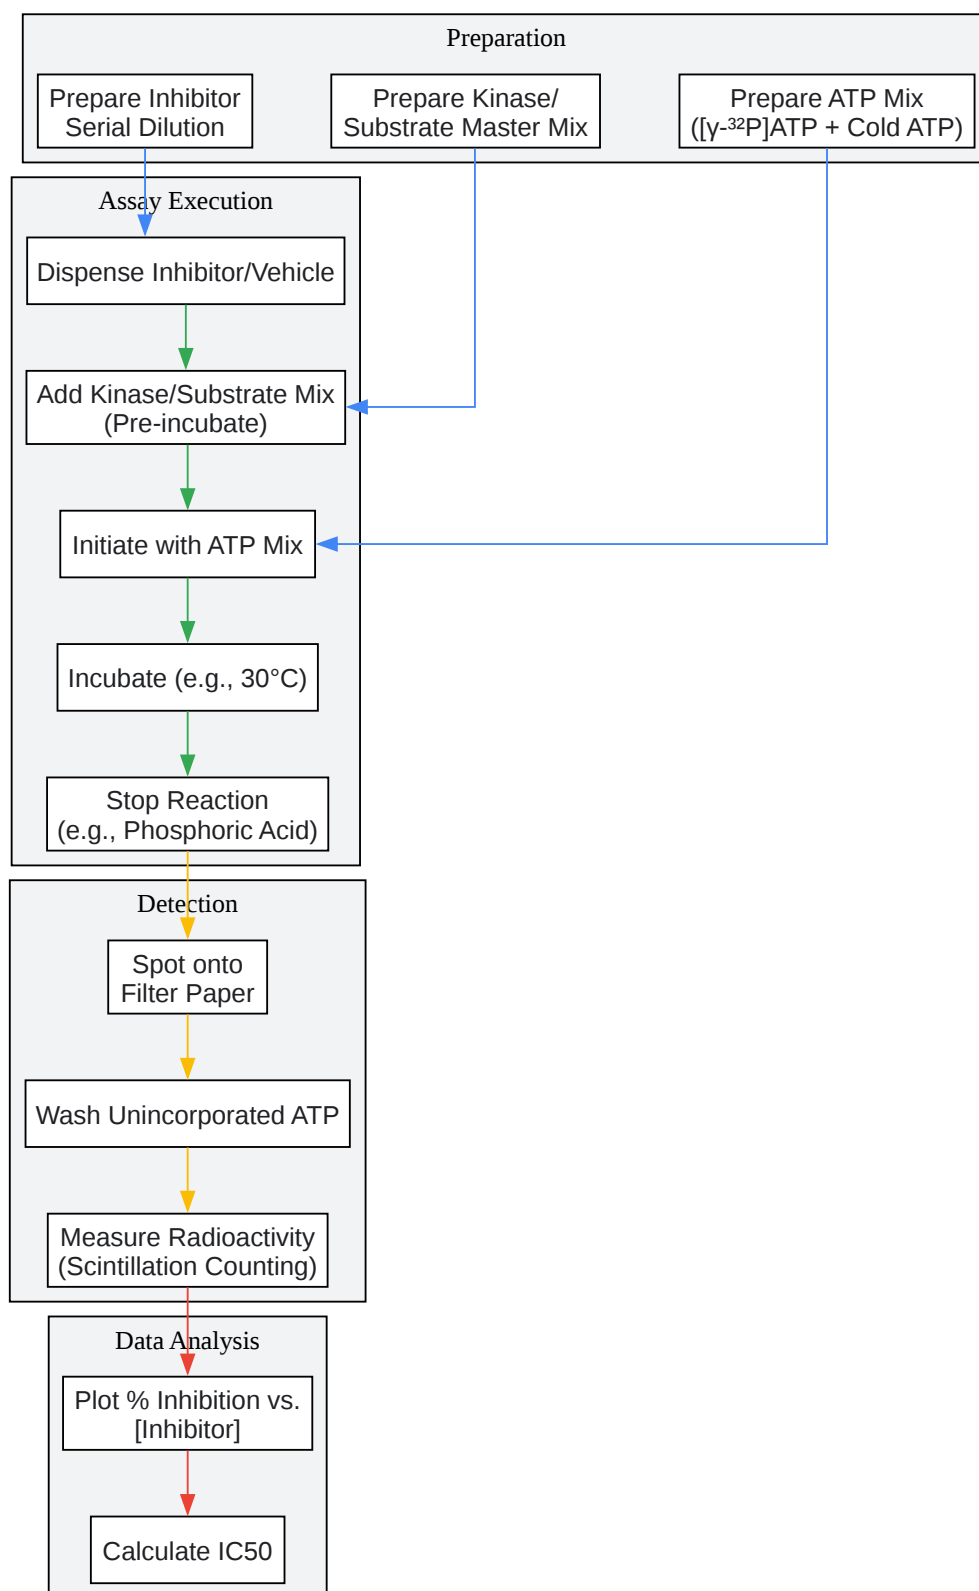 Preparation
Prepare Inhibitor
Serial Dilution
Prepare Kinase/
Substrate Master Mix
Prepare ATP Mix
([γ-³²P]ATP + Cold ATP)
Assay Execution
Dispense Inhibitor/Vehicle
Add Kinase/Substrate Mix
(Pre-incubate)
Initiate with ATP Mix
Incubate (e.g., 30°C)
Stop Reaction
(e.g., Phosphoric Acid)
Detection
Spot onto
Filter Paper
Wash Unincorporated ATP
Measure Radioactivity
(Scintillation Counting)
Data Analysis
Plot % Inhibition vs.
[Inhibitor]
Calculate IC50